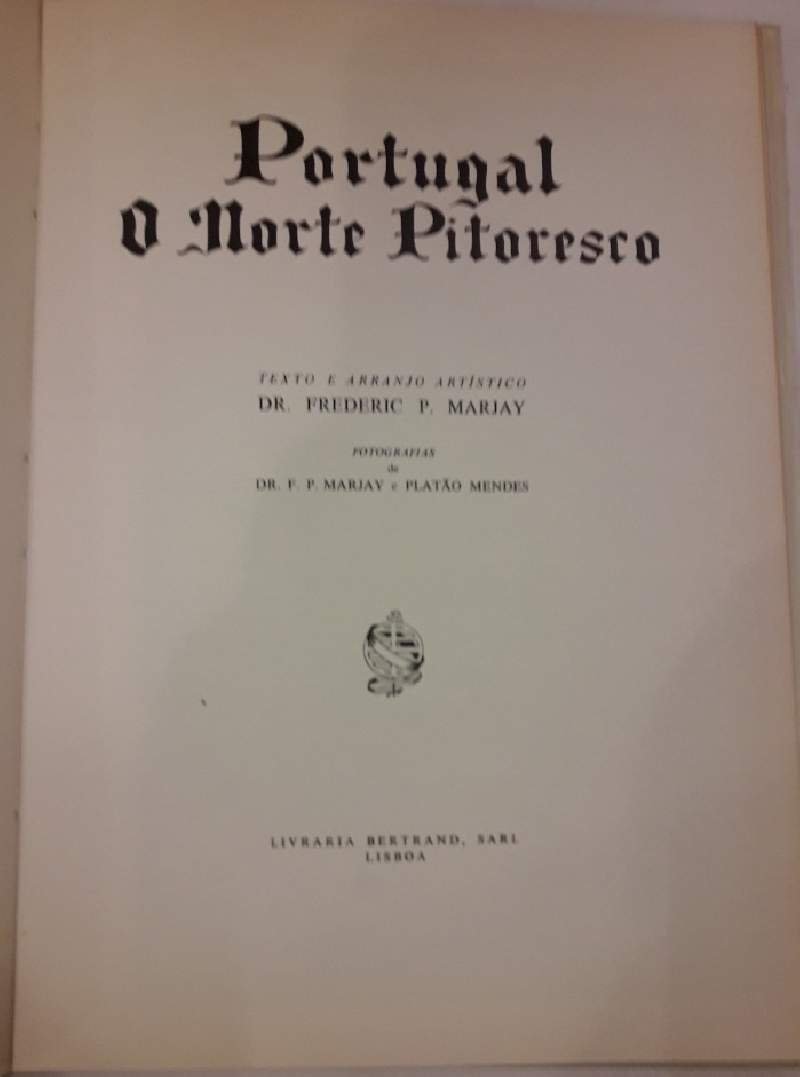 Portugal
O Norte Pitoresco
TEXTO E ARRANJO ARTÍSTICO
DR. FREDERIC P. MARJAY
FOTOGRAFIAS
de
DR. F. P. MARJAY e PLATÃO MENDES
LIVRARIA BERTRAND, SARL
LISBOA